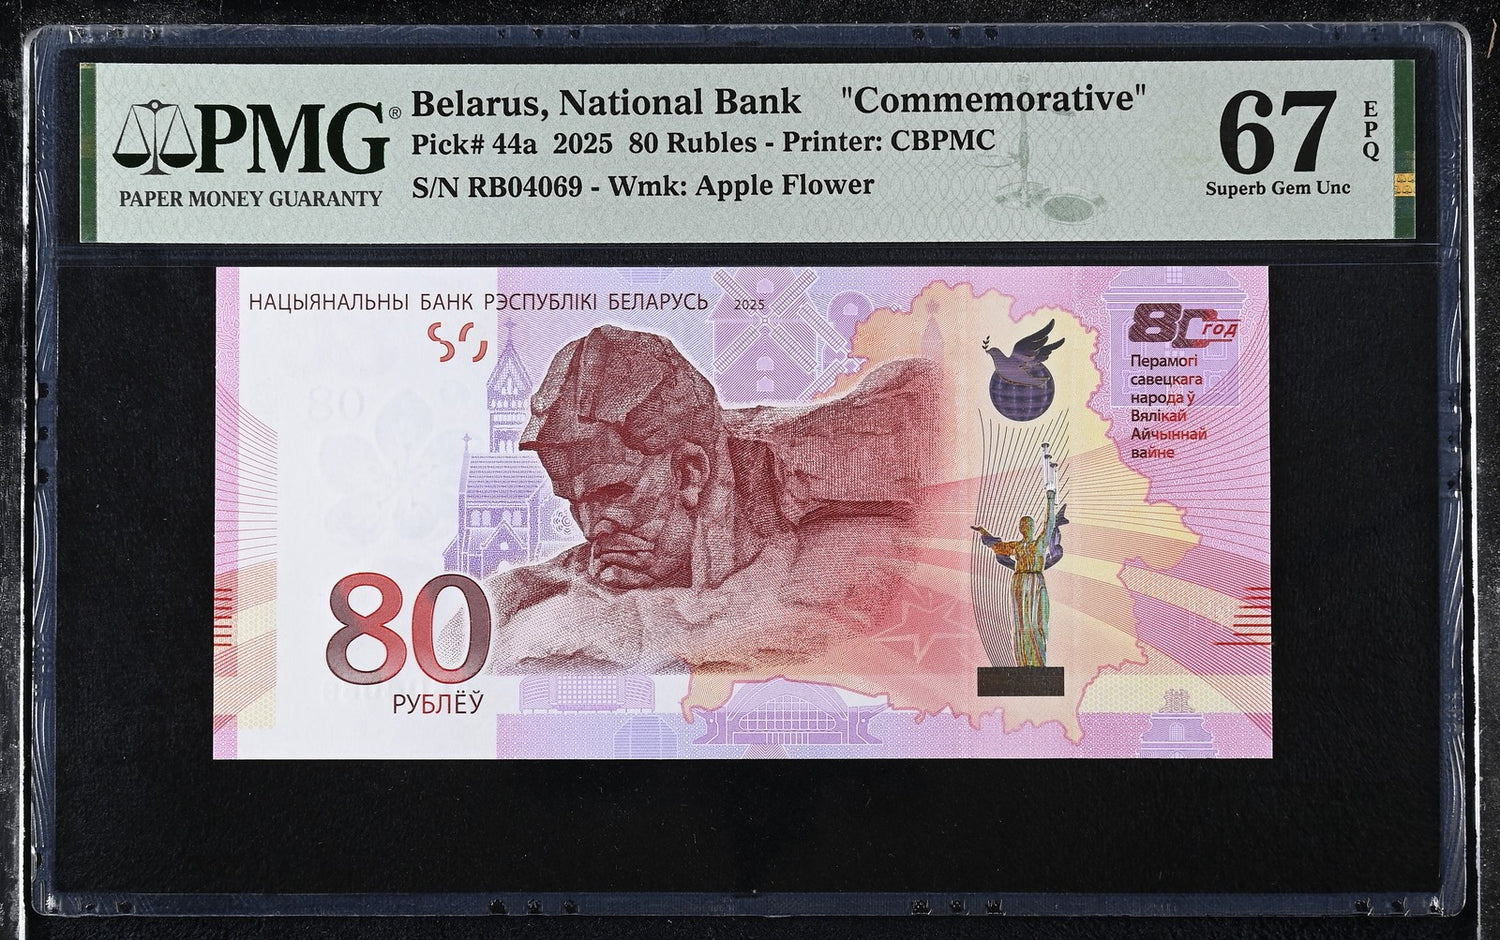 PMG®
PAPER MONEY GUARANTY
Belarus, National Bank "Commemorative"
Pick# 44a 2025 80 Rubles - Printer: CBPMC
S/N RB04069 - Wmk: Apple Flower
67
EPQ
Superb Gem Unc
НАЦЫЯНАЛЬНЫ БАНК РЭСПУБЛІКІ БЕЛАРУСЬ 2025
80 год
Перамогі
савецкага
народа ў
Вялікай
Айчыннай
вайне
80
РУБЛЁЎ